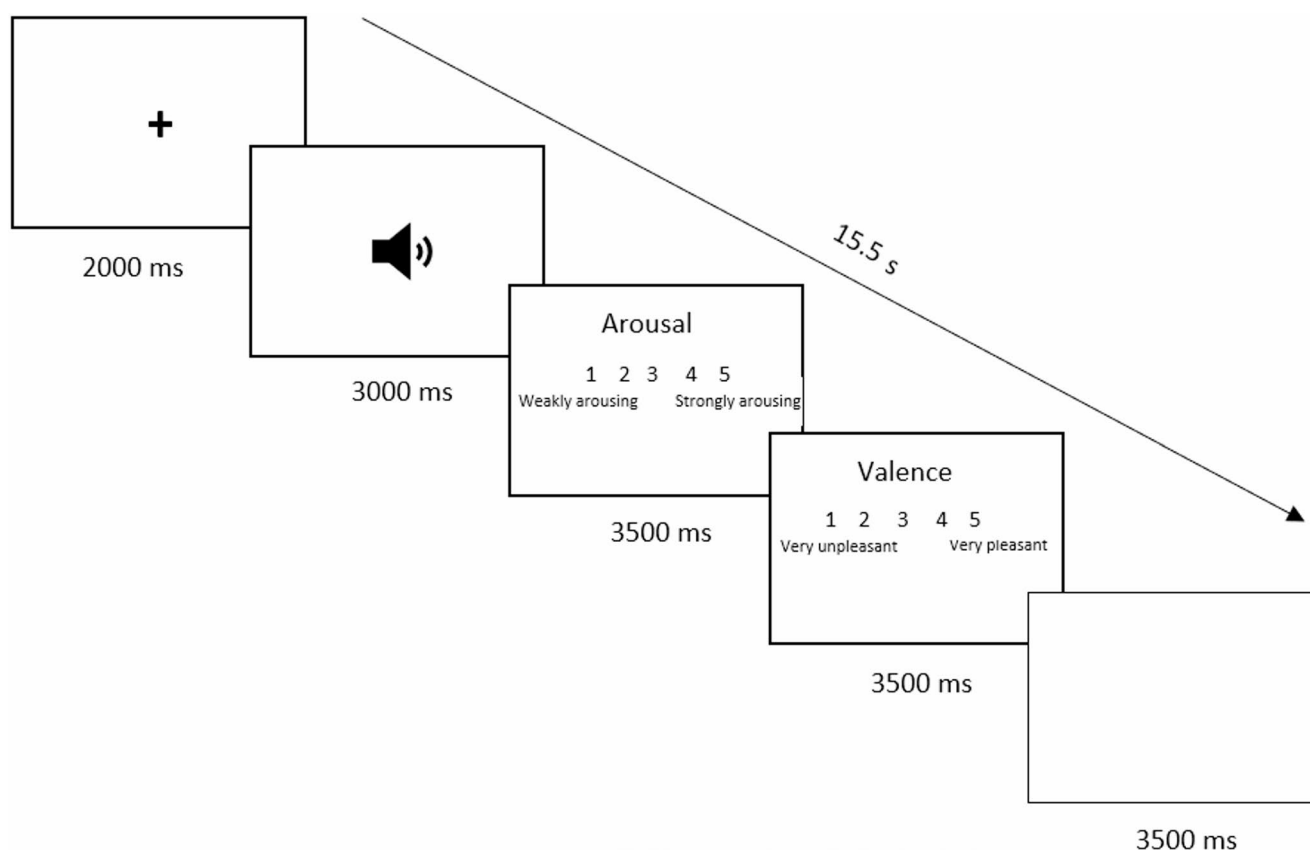 +
2000 ms
3000 ms
15.5 s
Arousal
1 2 3 4 5
Weakly arousing Strongly arousing
3500 ms
Valence
1 2 3 4 5
Very unpleasant Very pleasant
3500 ms
3500 ms